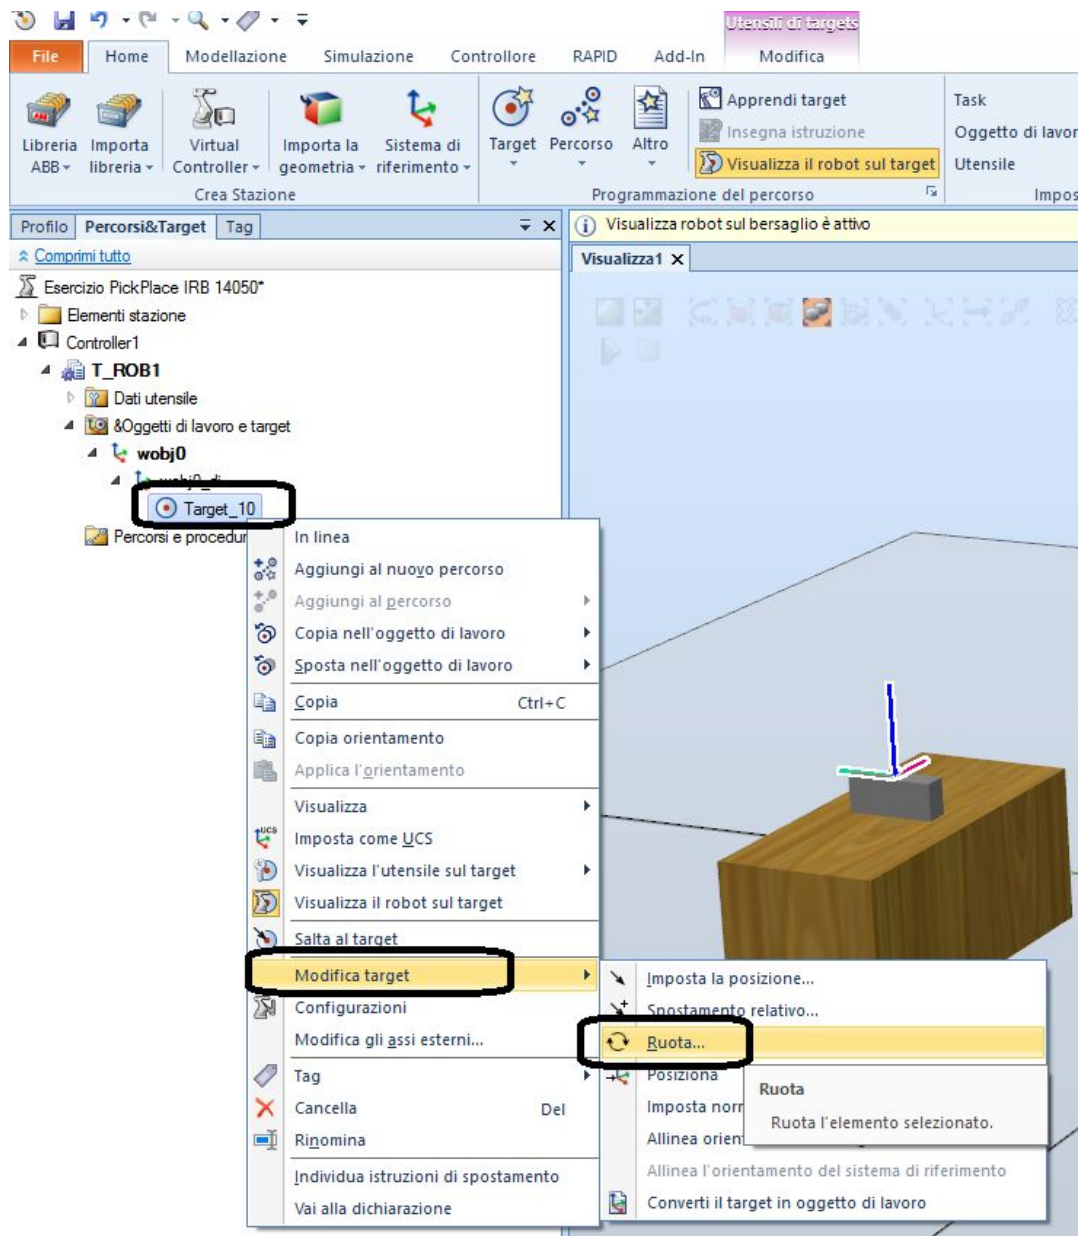 Utensili di targets
File Home Modellazione Simulazione Controllore RAPID Add-In Modifica
Libreria ABB
Importa libreria
Virtual Controller
Importa la geometria
Sistema di riferimento
Target
Percorso
Altro
Apprendi target
Insegna istruzione
Visualizza il robot sul target
Task
Oggetto di lavor
Utensile
Crea Stazione
Programmazione del percorso
Impos
Profilo Percorsi&Target Tag
Visualizza robot sul bersaglio è attivo
Comprimi tutto
Visualizza1
Esercizio PickPlace IRB 14050*
Elementi stazione
Controller1
T_ROB1
Dati utensile
&Oggetti di lavoro e target
wobj0
wobj0_di
Target_10
Percorsi e procedur
In linea
Aggiungi al nuovo percorso
Aggiungi al percorso
Copia nell'oggetto di lavoro
Sposta nell'oggetto di lavoro
Copia Ctrl+C
Copia orientamento
Applica l'orientamento
Visualizza
UCS
Imposta come UCS
Visualizza l'utensile sul target
Visualizza il robot sul target
Salta al target
Modifica target
Configurazioni
Modifica gli assi esterni...
Tag
Cancella Del
Rinomina
Individua istruzioni di spostamento
Vai alla dichiarazione
Imposta la posizione...
Spostamento relativo...
Ruota...
Posiziona
Imposta norr
Allinea orien
Ruota
Ruota l'elemento selezionato.
Allinea l'orientamento del sistema di riferimento
Converti il target in oggetto di lavoro